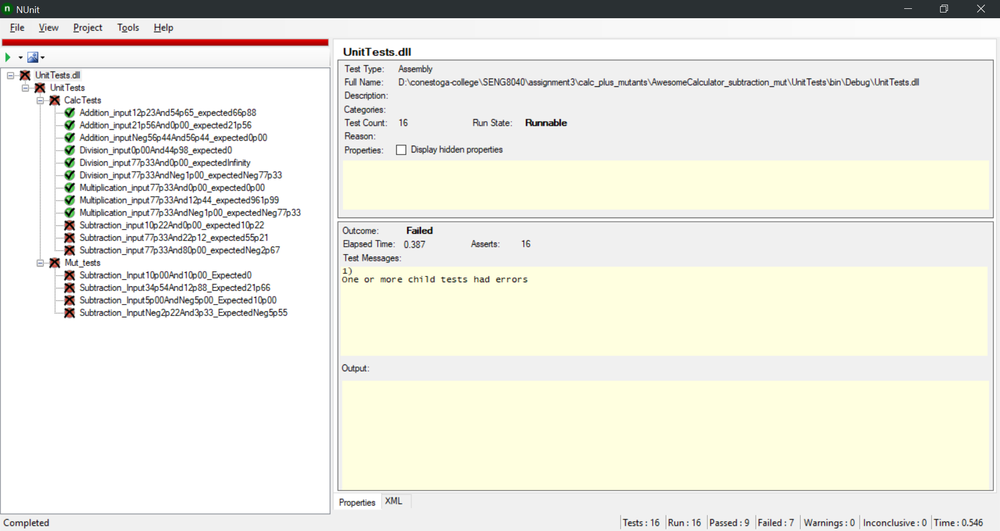 n NUnit
File View Project Tools Help
UnitTests.dll
UnitTests
CalcTests
Addition_input12p23And54p65_expected66p88
Addition_input21p56And0p00_expected21p56
Addition_inputNeg56p44And56p44_expected0p00
Division_input0p00And44p98_expected0
Division_input77p33And0p00_expectedInfinity
Division_input77p33AndNeg1p00_expectedNeg77p33
Multiplication_input77p33And0p00_expected0p00
Multiplication_input77p33And12p44_expected961p99
Multiplication_input77p33AndNeg1p00_expectedNeg77p33
Subtraction_input10p22And0p00_expected10p22
Subtraction_input77p33And22p12_expected55p21
Subtraction_input77p33And80p00_expectedNeg2p67
Mut_tests
Subtraction_Input10p00And10p00_Expected0
Subtraction_Input34p54And12p88_Expected21p66
Subtraction_Input5p00AndNeg5p00_Expected10p00
Subtraction_InputNeg2p22And3p33_ExpectedNeg5p55
UnitTests.dll
Test Type: Assembly
Full Name: D:\conestoga-college\SENG8040\assignment3\calc_plus_mutants\AwesomeCalculator_subtraction_mut\UnitTests\bin\Debug\UnitTests.dll
Description:
Categories:
Test Count: 16 Run State: Runnable
Reason:
Properties: Display hidden properties
Outcome: Failed
Elapsed Time: 0.387 Asserts: 16
Test Messages:
1)
One or more child tests had errors
Output:
Properties XML
Completed Tests : 16 Run : 16 Passed : 9 Failed : 7 Warnings : 0 Inconclusive : 0 Time : 0.546